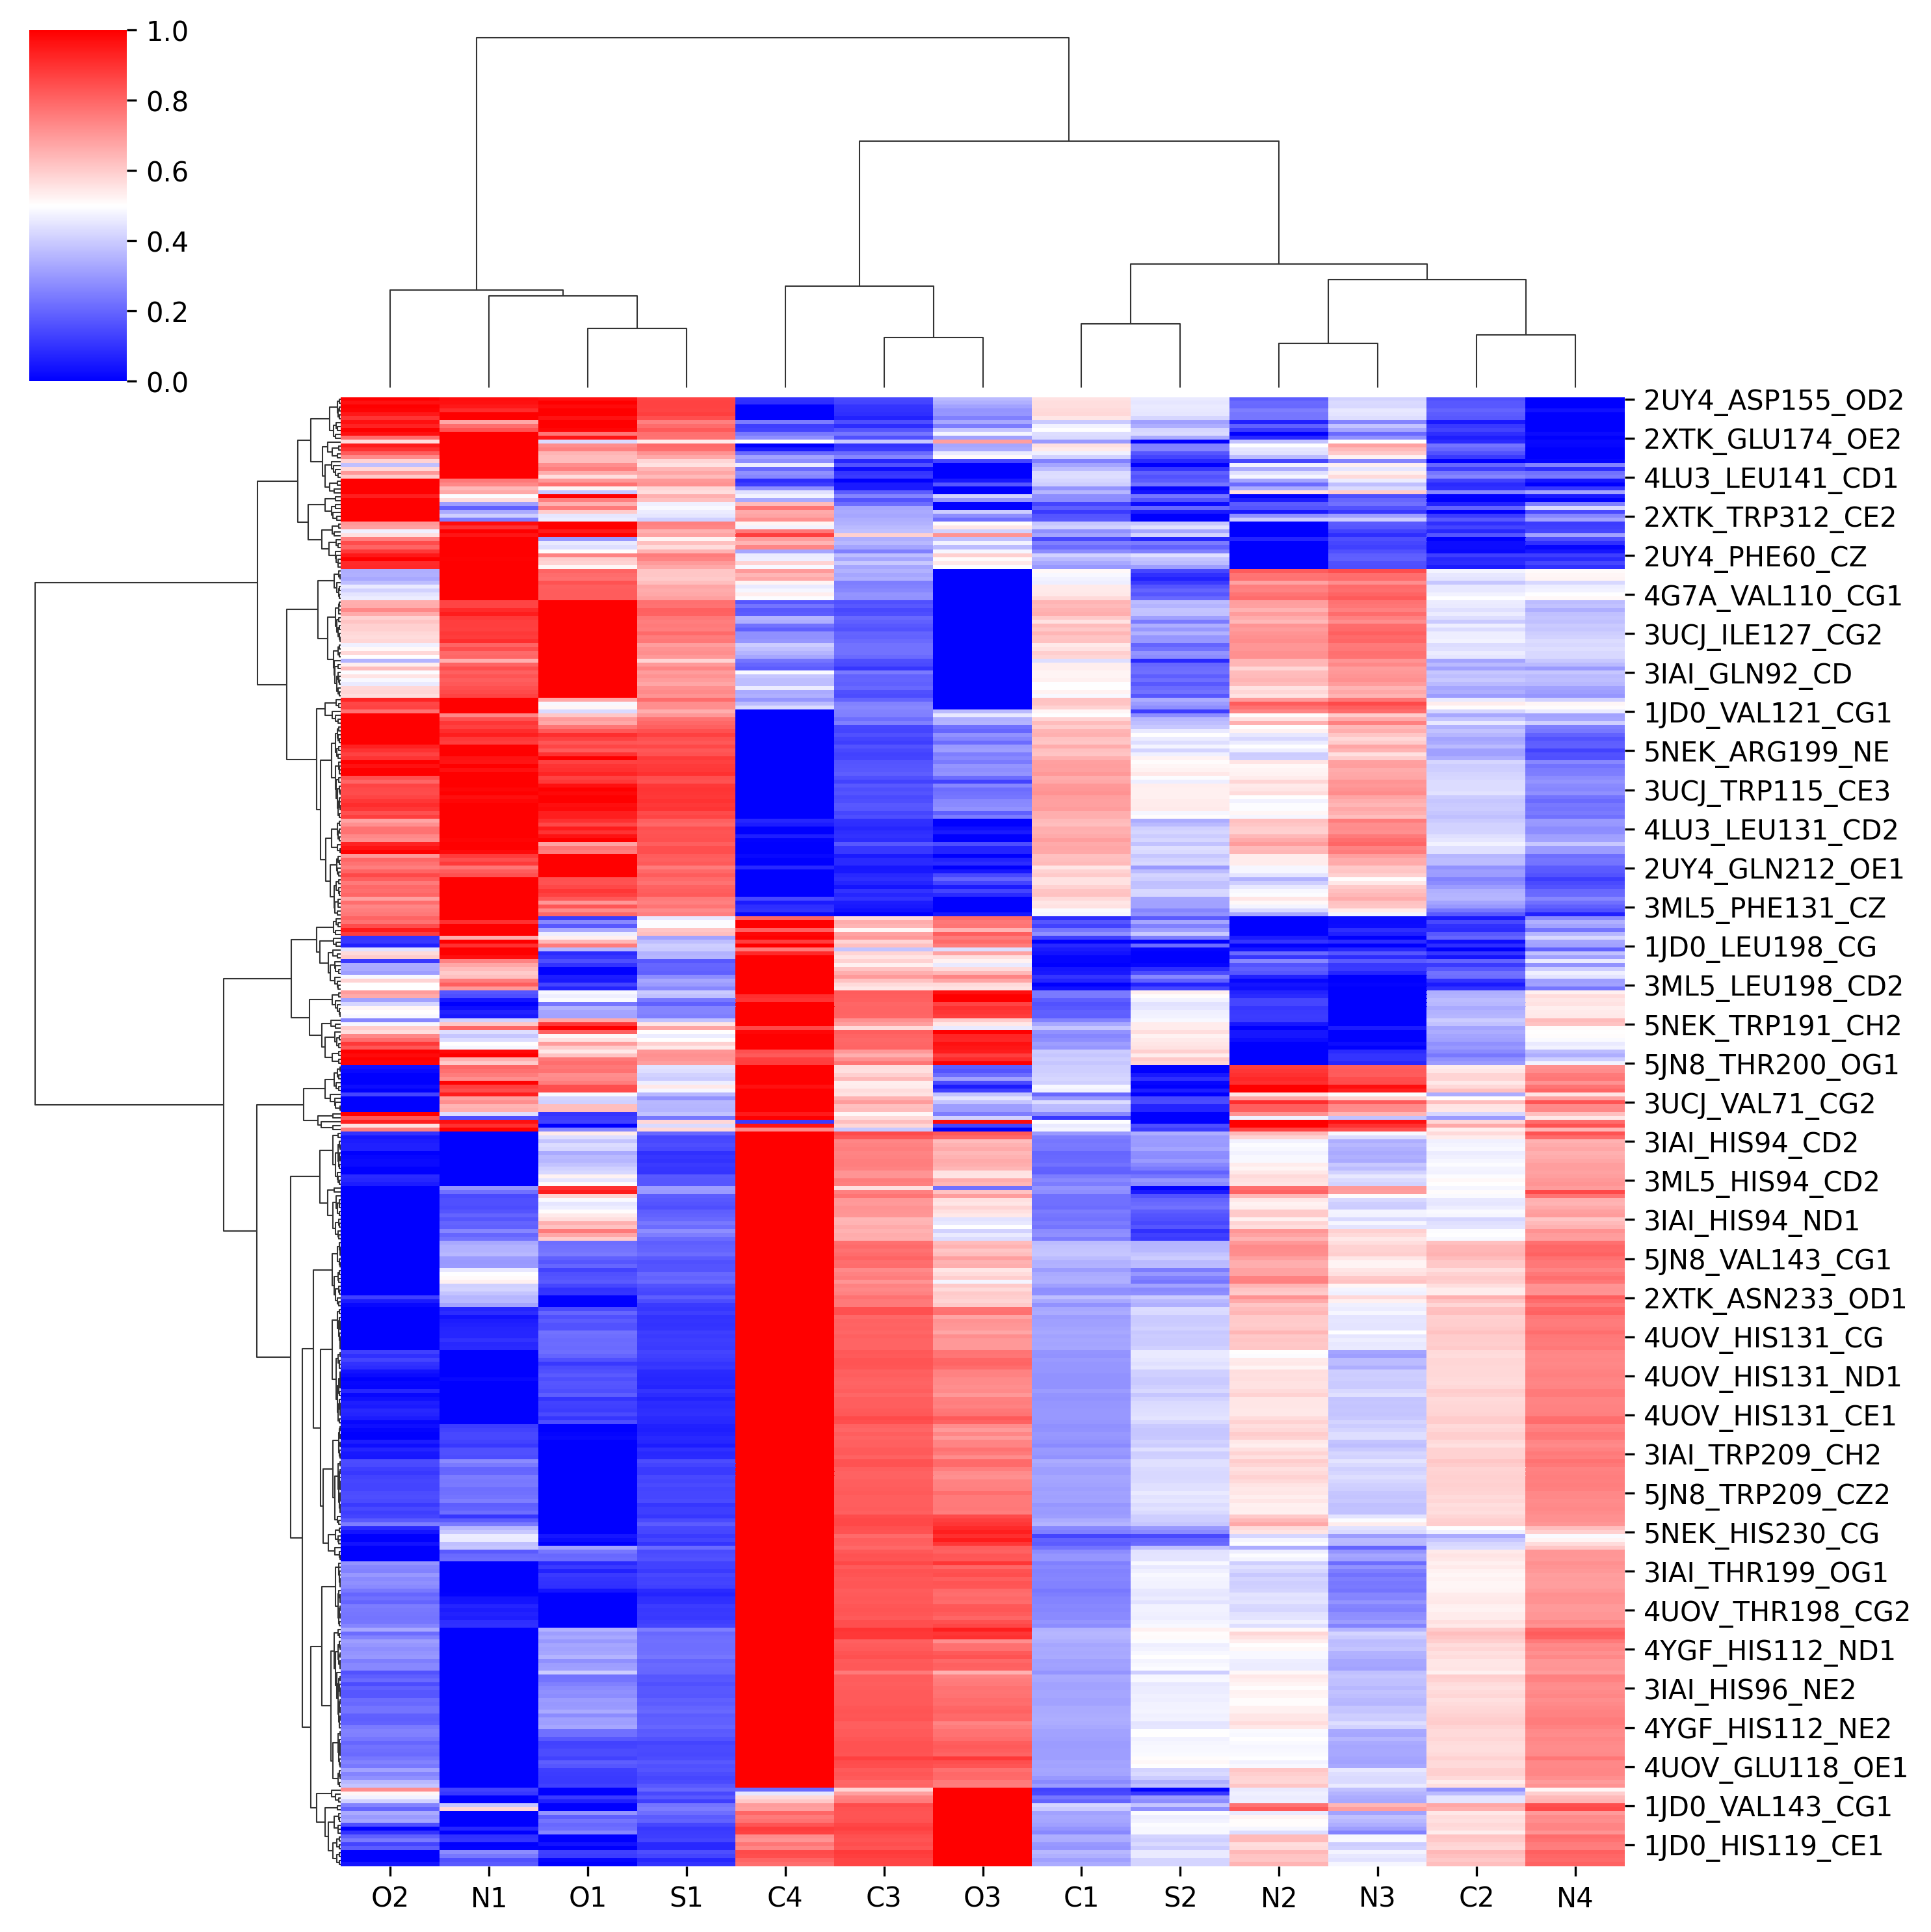 1.0
0.8
0.6
0.4
0.2
0.0
2UY4_ASP155_OD2
2XTK_GLU174_OE2
4LU3_LEU141_CD1
2XTK_TRP312_CE2
2UY4_PHE60_CZ
4G7A_VAL110_CG1
3UCJ_ILE127_CG2
3IAI_GLN92_CD
1JD0_VAL121_CG1
5NEK_ARG199_NE
3UCJ_TRP115_CE3
4LU3_LEU131_CD2
2UY4_GLN212_OE1
3ML5_PHE131_CZ
1JD0_LEU198_CG
3ML5_LEU198_CD2
5NEK_TRP191_CH2
5JN8_THR200_OG1
3UCJ_VAL71_CG2
3IAI_HIS94_CD2
3ML5_HIS94_CD2
3IAI_HIS94_ND1
5JN8_VAL143_CG1
2XTK_ASN233_OD1
4UOV_HIS131_CG
4UOV_HIS131_ND1
4UOV_HIS131_CE1
3IAI_TRP209_CH2
5JN8_TRP209_CZ2
5NEK_HIS230_CG
3IAI_THR199_OG1
4UOV_THR198_CG2
4YGF_HIS112_ND1
3IAI_HIS96_NE2
4YGF_HIS112_NE2
4UOV_GLU118_OE1
1JD0_VAL143_CG1
1JD0_HIS119_CE1
O2 N1 O1 S1 C4 C3 O3 C1 S2 N2 N3 C2 N4